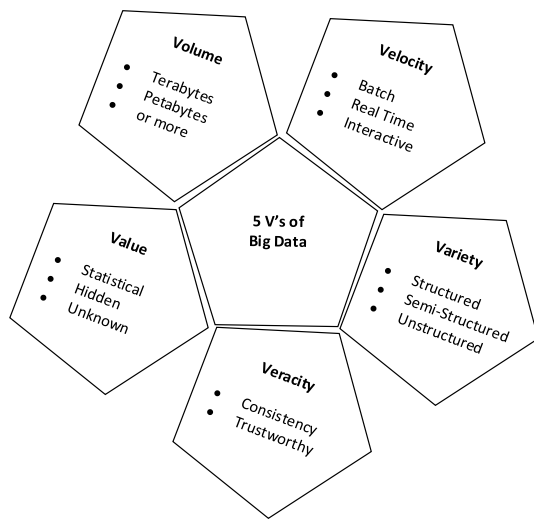 Volume
• Terabytes
• Petabytes
• or more
Velocity
• Batch
• Real Time
• Interactive
5 V's of
Big Data
Value
• Statistical
• Hidden
• Unknown
Variety
• Structured
• Semi-Structured
• Unstructured
Veracity
• Consistency
• Trustworthy